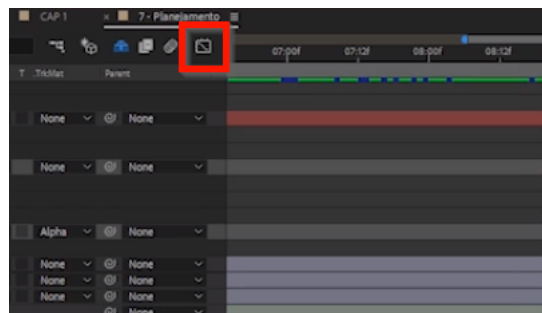 CAP 1 × 7 - Planejamento
07:00f 07:12f 08:00f 08:12f
T .TrkMat Parent
None None
None None
Alpha None
None None
None None
None None
None